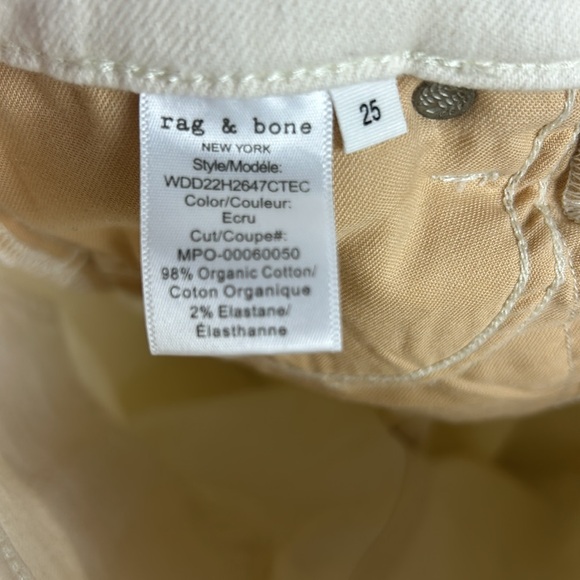 rag & bone
NEW YORK
Style/Modéle:
WDD22H2647CTEC
Color/Couleur:
Ecru
Cut/Coupe#:
MPO-00060050
98% Organic Cotton/
Coton Organique
2% Elastane/
Élasthanne
25